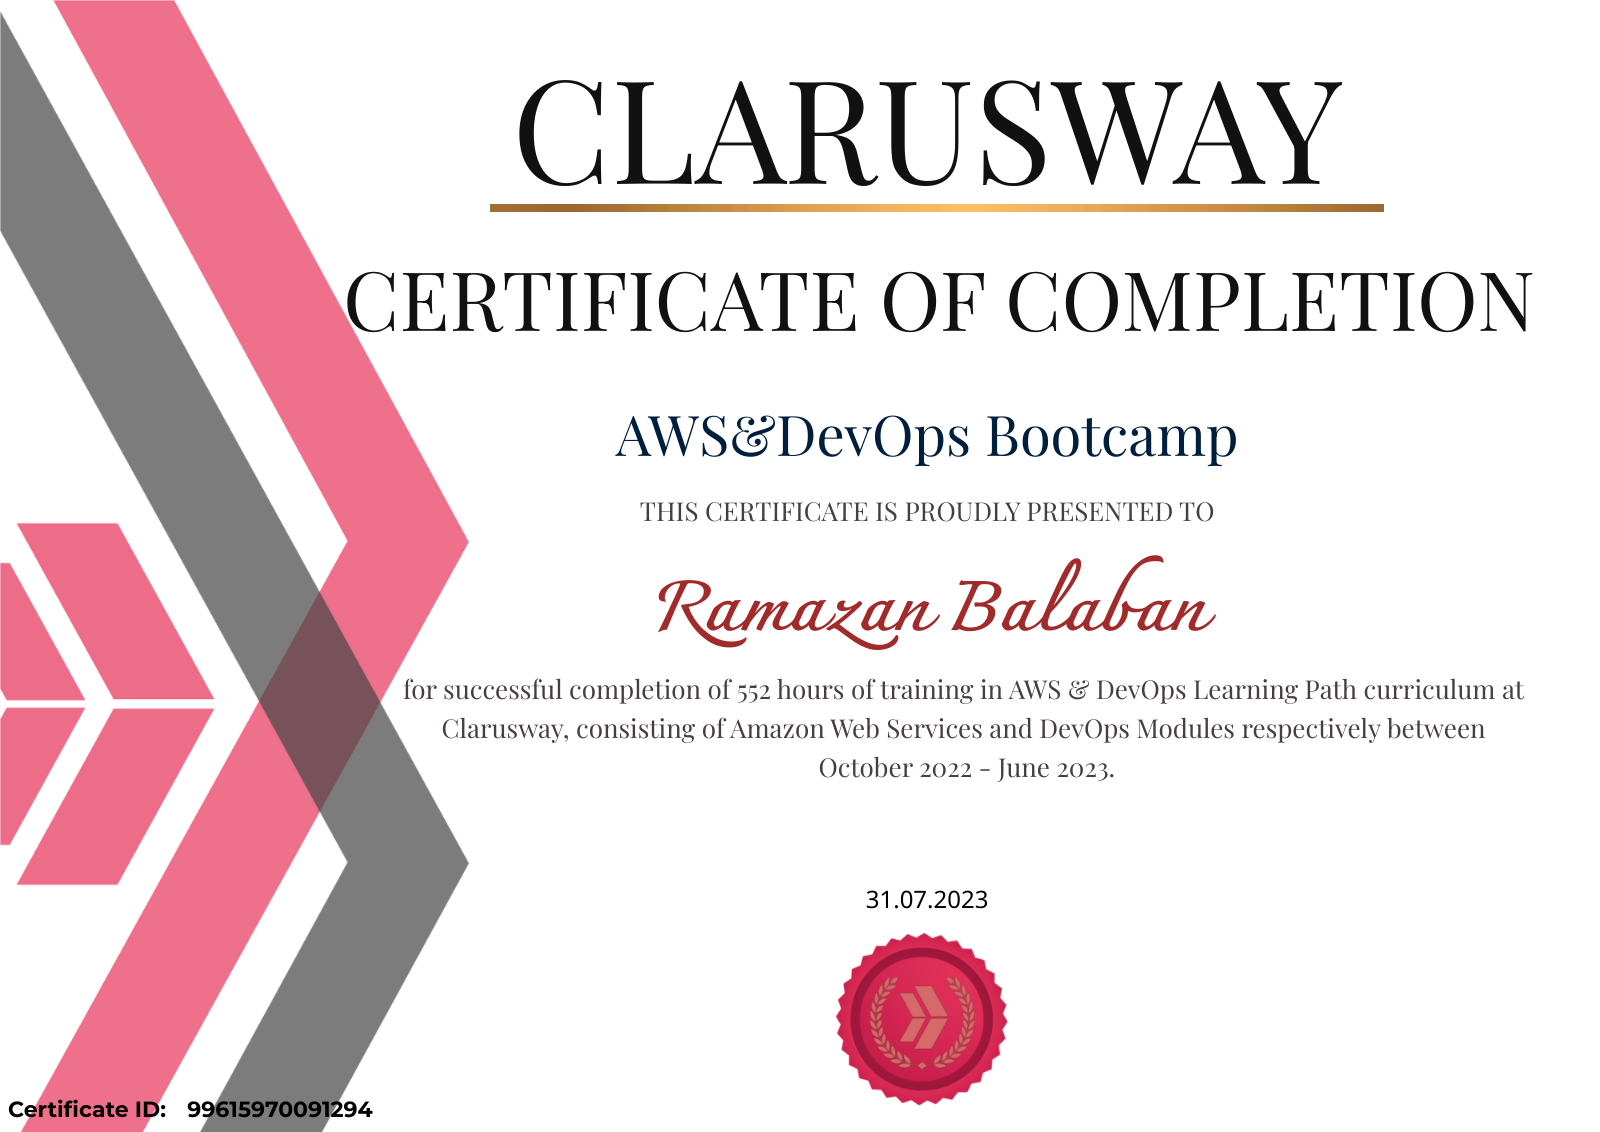 CLARUSWAY
CERTIFICATE OF COMPLETION
AWS&DevOps Bootcamp
THIS CERTIFICATE IS PROUDLY PRESENTED TO
Ramazan Balaban
for successful completion of 552 hours of training in AWS & DevOps Learning Path curriculum at
Clarusway, consisting of Amazon Web Services and DevOps Modules respectively between
October 2022 - June 2023.
31.07.2023
Certificate ID: 99615970091294